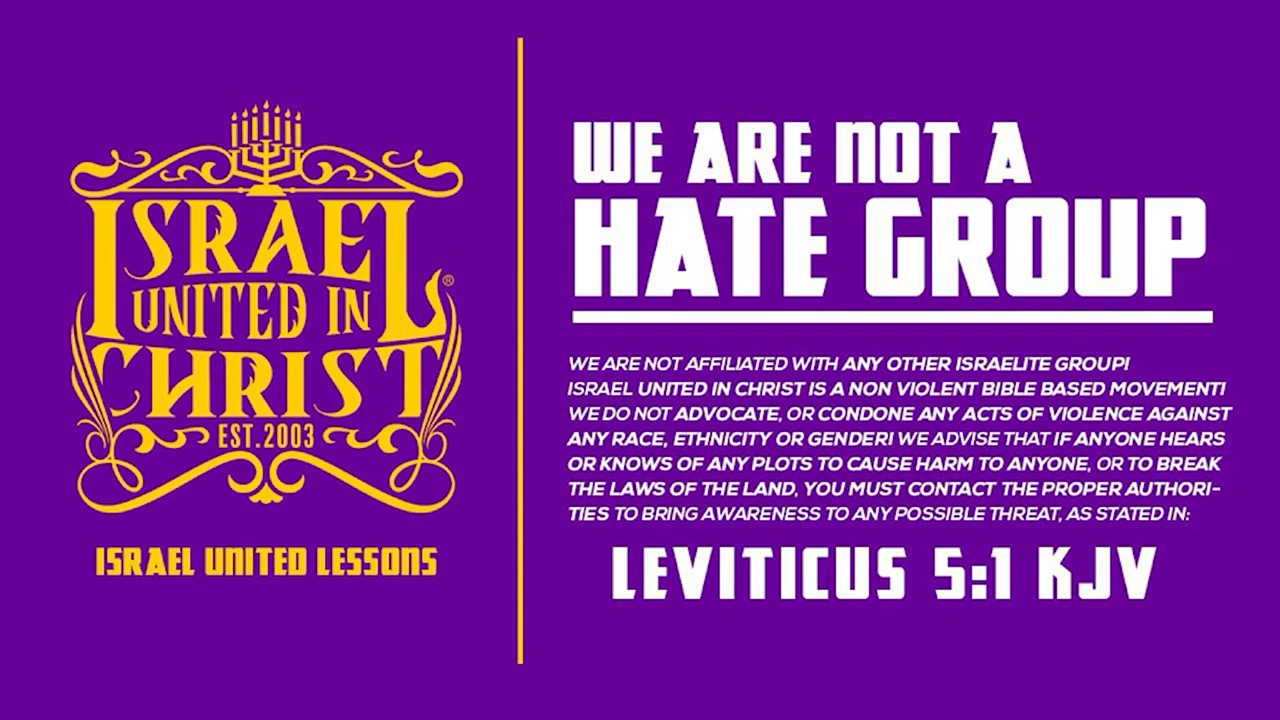 ISRAEL
UNITED IN
CHRIST
EST.2003
ISRAEL UNITED LESSONS
WE ARE NOT A
HATE GROUP
WE ARE NOT AFFILIATED WITH ANY OTHER ISRAELITE GROUP!
ISRAEL UNITED IN CHRIST IS A NON VIOLENT BIBLE BASED MOVEMENT!
WE DO NOT ADVOCATE, OR CONDONE ANY ACTS OF VIOLENCE AGAINST
ANY RACE, ETHNICITY OR GENDER! WE ADVISE THAT IF ANYONE HEARS
OR KNOWS OF ANY PLOTS TO CAUSE HARM TO ANYONE, OR TO BREAK
THE LAWS OF THE LAND, YOU MUST CONTACT THE PROPER AUTHORI-
TIES TO BRING AWARENESS TO ANY POSSIBLE THREAT, AS STATED IN:
LEVITICUS 5:1 KJV